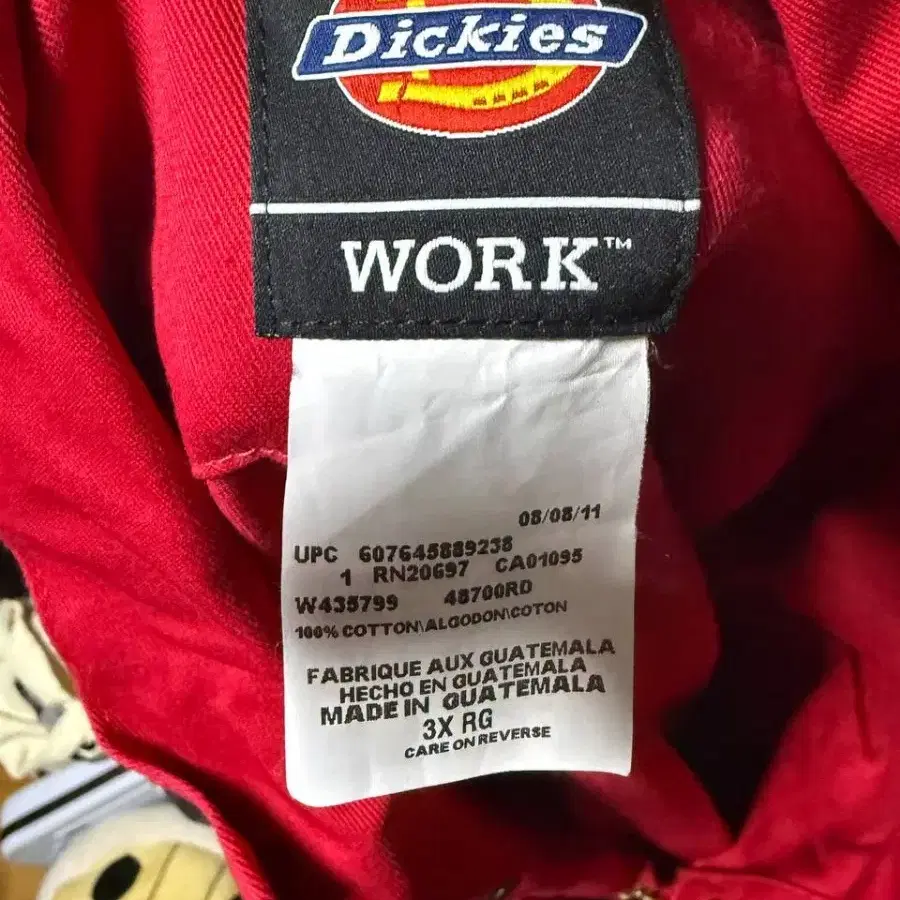 Dickies
WORK™
08/08/11
UPC 607645889238
1 RN20697 CA01095
W435799 48700RD
100% COTTON\ALGODON\COTON
FABRIQUE AUX GUATEMALA
HECHO EN GUATEMALA
MADE IN GUATEMALA
3X RG
CARE ON REVERSE